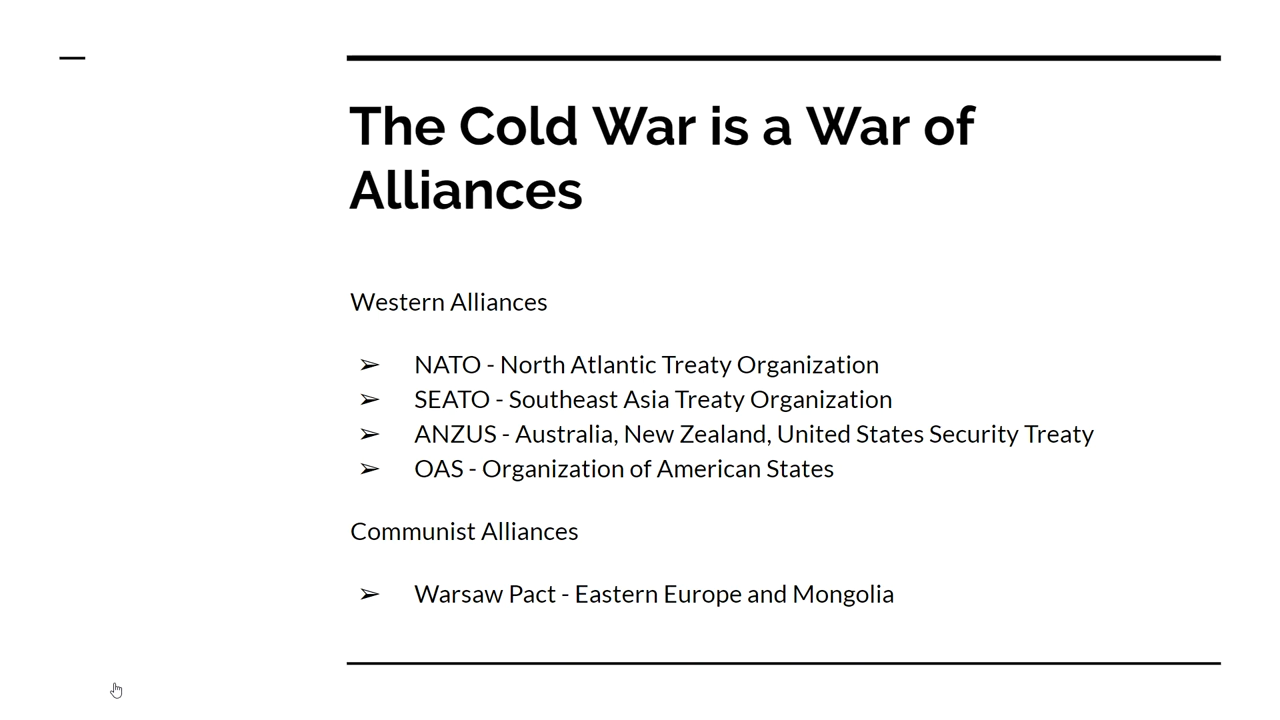 The Cold War is a War of
Alliances
Western Alliances
➢ NATO - North Atlantic Treaty Organization
➢ SEATO - Southeast Asia Treaty Organization
➢ ANZUS - Australia, New Zealand, United States Security Treaty
➢ OAS - Organization of American States
Communist Alliances
➢ Warsaw Pact - Eastern Europe and Mongolia